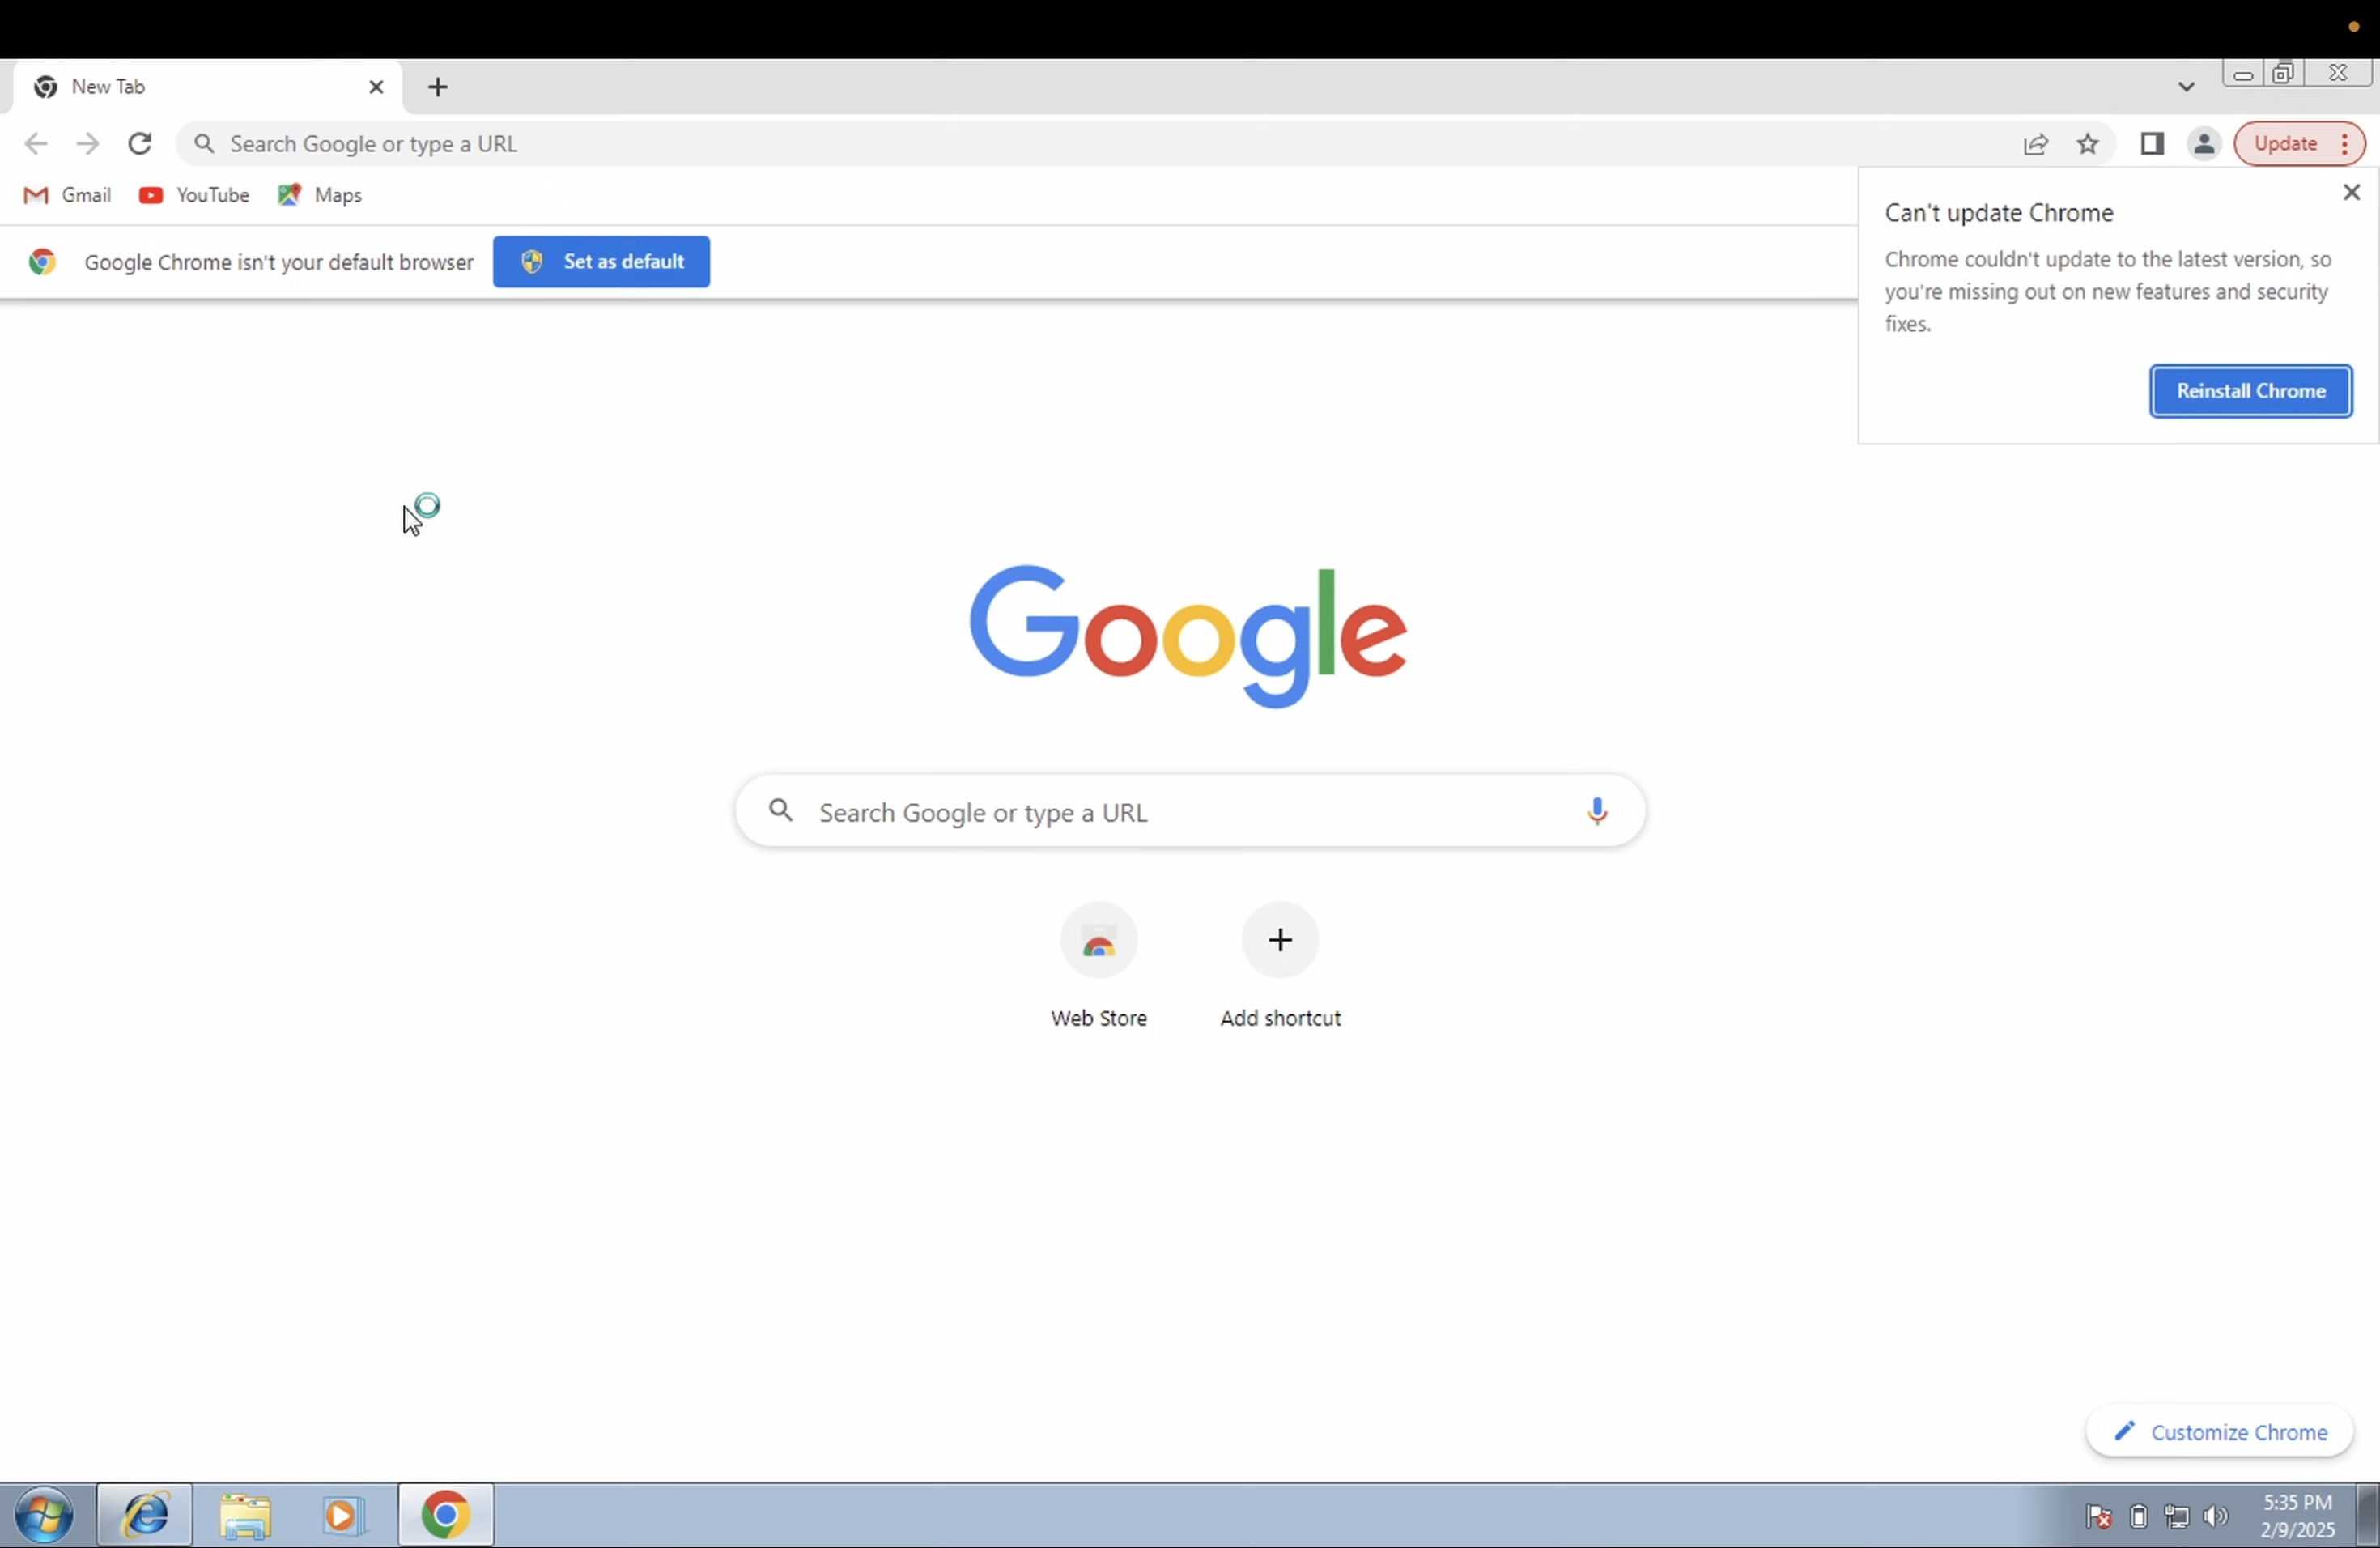 New Tab
Search Google or type a URL
Update
Gmail YouTube Maps
Google Chrome isn't your default browser Set as default
Can't update Chrome
Chrome couldn't update to the latest version, so
you're missing out on new features and security
fixes.
Reinstall Chrome
Google
Search Google or type a URL
Web Store Add shortcut
Customize Chrome
5:35 PM
2/9/2025